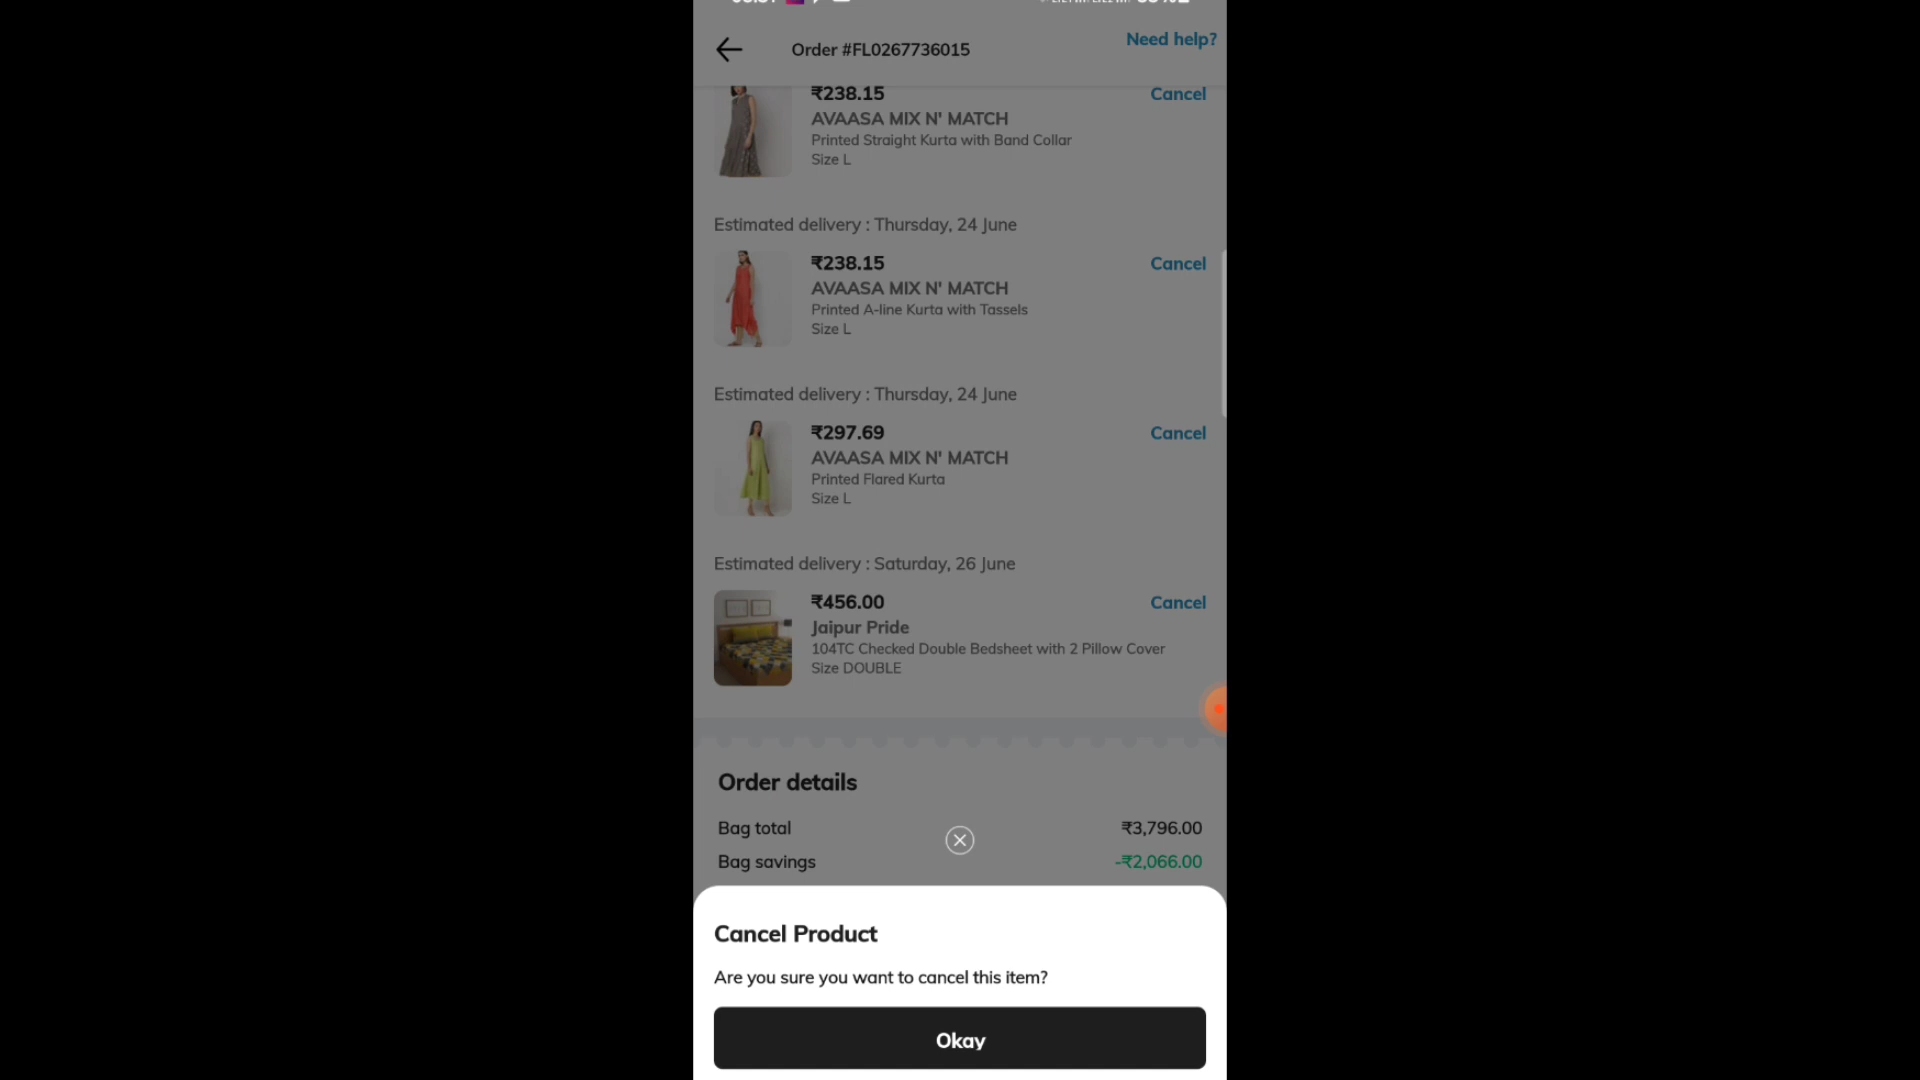 Order #FL0267736015
Need help?
₹238.15
Cancel
AVAASA MIX N' MATCH
Printed Straight Kurta with Band Collar
Size L
Estimated delivery : Thursday, 24 June
₹238.15
Cancel
AVAASA MIX N' MATCH
Printed A-line Kurta with Tassels
Size L
Estimated delivery : Thursday, 24 June
₹297.69
Cancel
AVAASA MIX N' MATCH
Printed Flared Kurta
Size L
Estimated delivery : Saturday, 26 June
₹456.00
Cancel
Jaipur Pride
104TC Checked Double Bedsheet with 2 Pillow Cover
Size DOUBLE
Order details
Bag total
₹3,796.00
Bag savings
-₹2,066.00
Cancel Product
Are you sure you want to cancel this item?
Okay